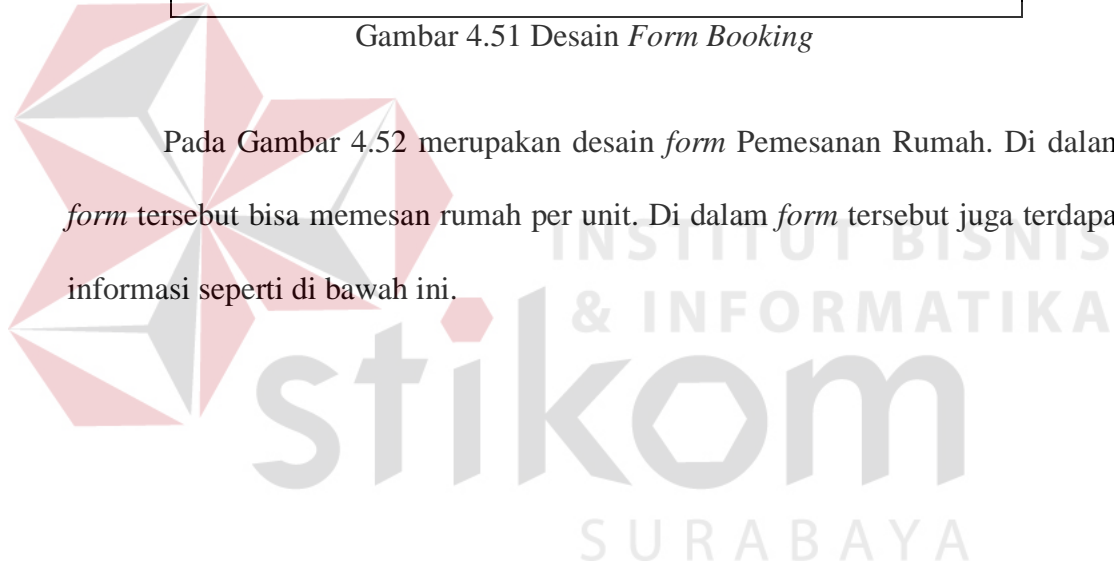 Gambar 4.51 Desain Form Booking
Pada Gambar 4.52 merupakan desain form Pemesanan Rumah. Di dalam
form tersebut bisa memesan rumah per unit. Di dalam form tersebut juga terdapa
informasi seperti di bawah ini.
INSTITUT BISNIS
& INFORMATIKA
stikom
SURABAYA